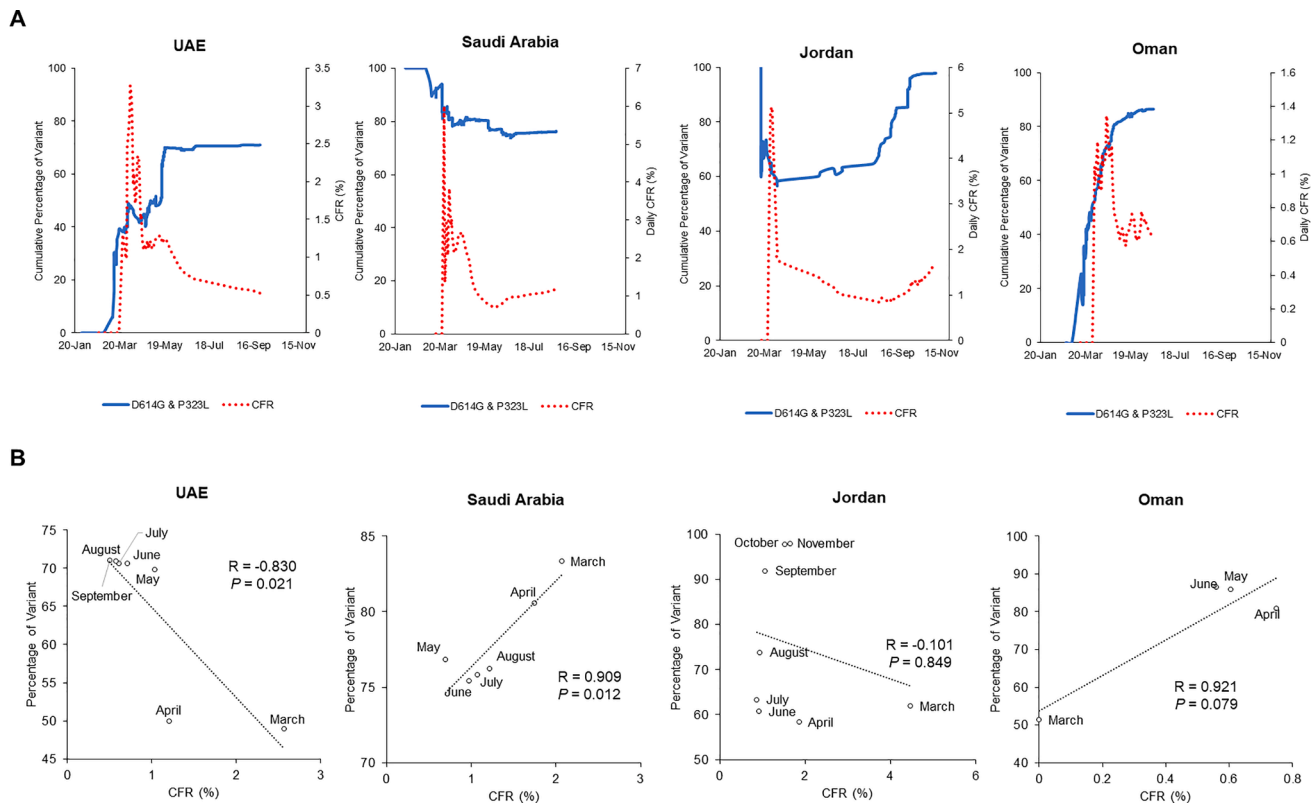 A
UAE
Saudi Arabia
Jordan
Oman
Cumulative Percentage of Variant
100
80
60
40
20
0
3.5
3
2.5
2
1.5
1
0.5
0
CFR (%)
20-Jan 20-Mar 19-May 18-Jul 16-Sep 15-Nov
D614G & P323L CFR
Cumulative Percentage of Variant
100
90
80
70
60
50
40
30
20
10
0
7
6
5
4
3
2
1
0
Daily CFR (%)
20-Jan 20-Mar 19-May 18-Jul 16-Sep 15-Nov
D614G & P323L CFR
Cumulative Percentage of Variant
100
80
60
40
20
0
6
5
4
3
2
1
0
Daily CFR (%)
20-Jan 20-Mar 19-May 18-Jul 16-Sep 15-Nov
D614G & P323L CFR
Cumulative Percentage of Variant
100
80
60
40
20
0
1.6
1.4
1.2
1
0.8
0.6
0.4
0.2
0
Daily CFR (%)
20-Jan 20-Mar 19-May 18-Jul 16-Sep 15-Nov
D614G & P323L CFR
B
UAE
Saudi Arabia
Jordan
Oman
Percentage of Variant
75
70
65
60
55
50
45
July
August
June
May
September
April
March
R = -0.830
P = 0.021
0 1 2 3
CFR (%)
Percentage of Variant
85
80
75
70
March
April
May
August
July
June
R = 0.909
P = 0.012
0 1 2 3
CFR (%)
Percentage of Variant
100
90
80
70
60
50
October
November
September
August
July
June
April
March
R = -0.101
P = 0.849
0 2 4 6
CFR (%)
Percentage of Variant
100
90
80
70
60
50
40
June
May
April
March
R = 0.921
P = 0.079
0 0.2 0.4 0.6 0.8
CFR (%)